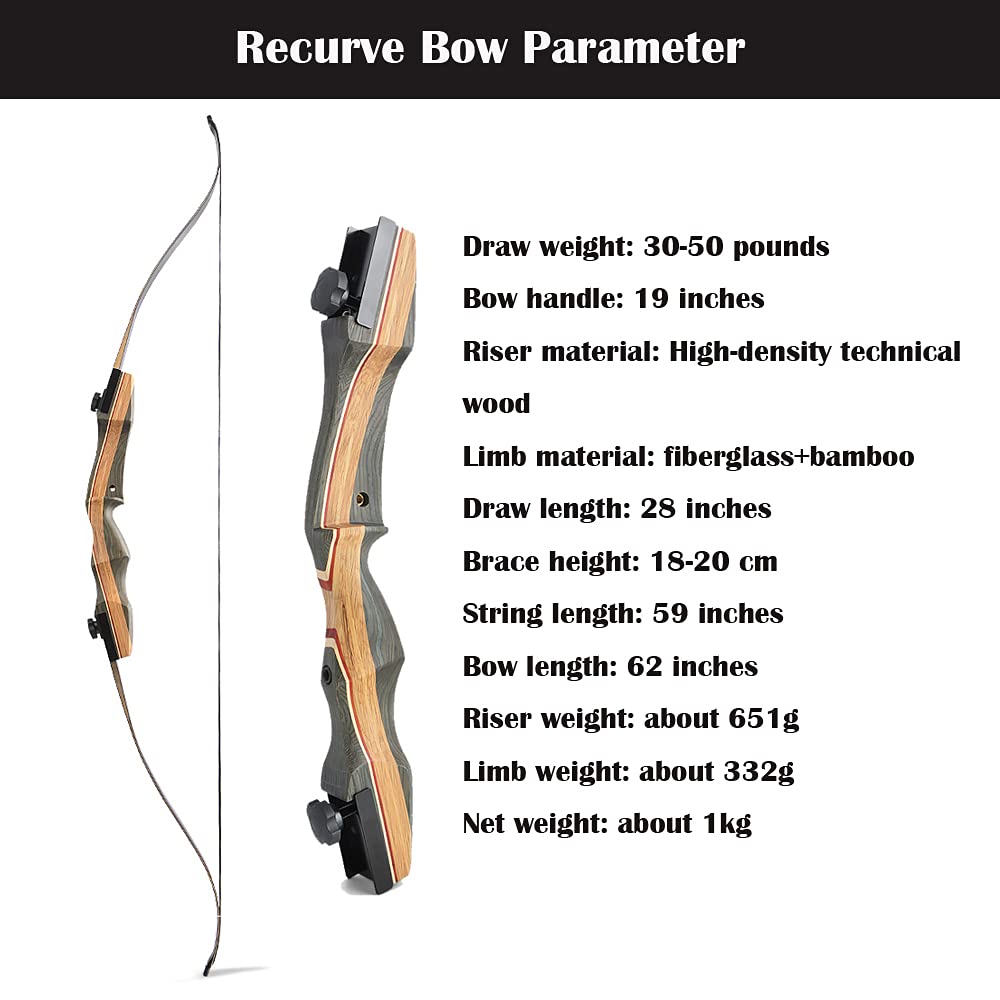 Recurve Bow Parameter
Draw weight: 30-50 pounds
Bow handle: 19 inches
Riser material: High-density technical
wood
Limb material: fiberglass+bamboo
Draw length: 28 inches
Brace height: 18-20 cm
String length: 59 inches
Bow length: 62 inches
Riser weight: about 651g
Limb weight: about 332g
Net weight: about 1kg